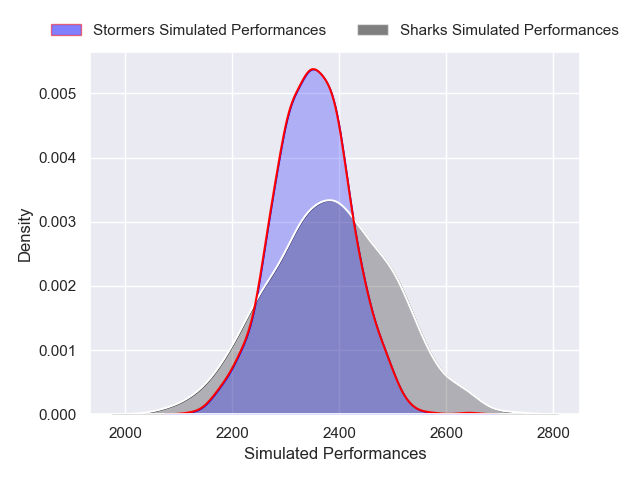 Stormers Simulated Performances
Sharks Simulated Performances
0.005
0.004
0.003
0.002
0.001
0.000
Density
2000
2200
2400
2600
2800
Simulated Performances